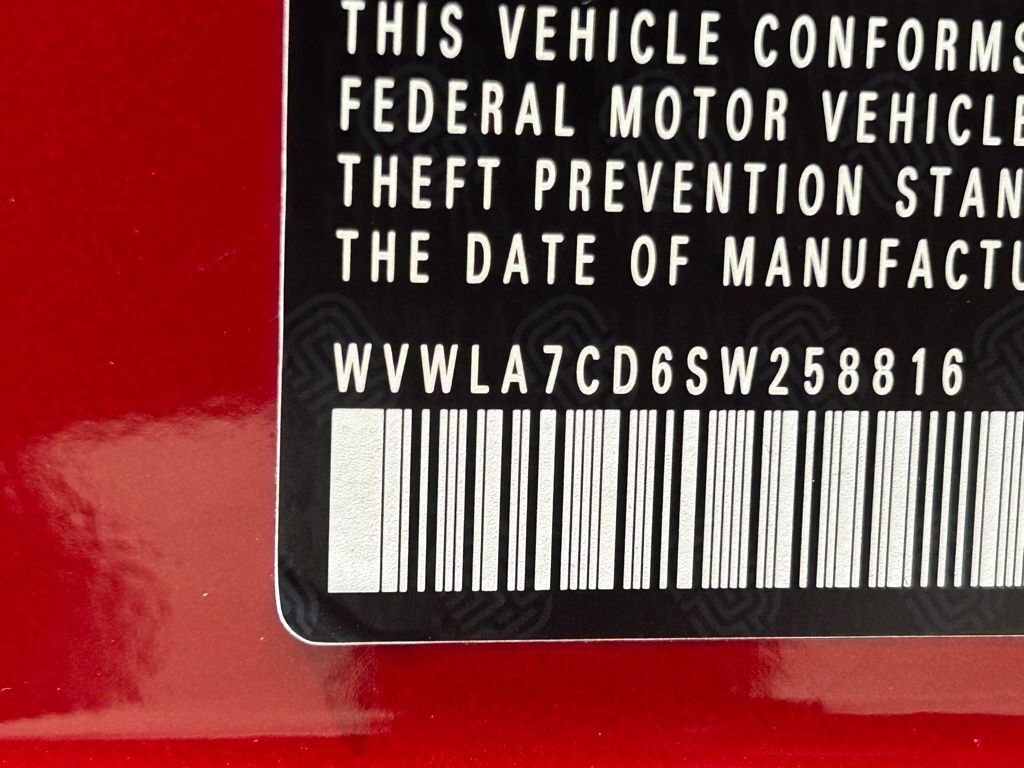 THIS VEHICLE CONFORMS
FEDERAL MOTOR VEHICLE
THEFT PREVENTION STAN
THE DATE OF MANUFACTU
WVWLA7CD6SW258816